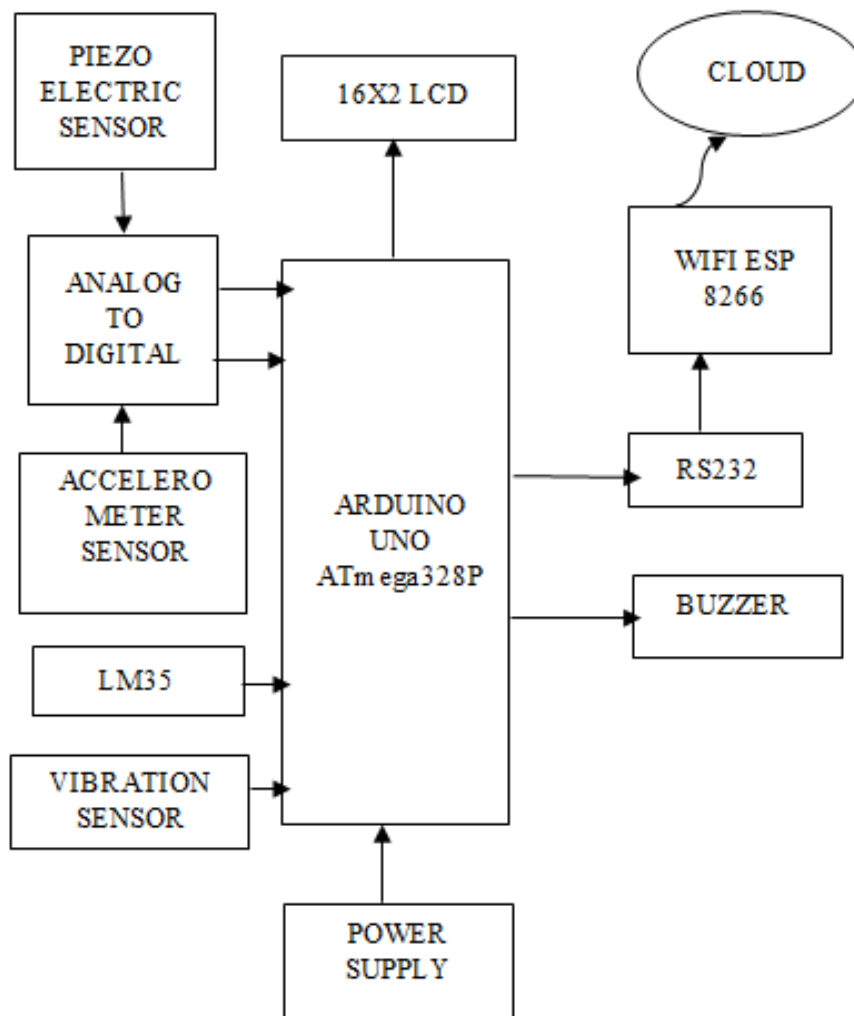 PIEZO
ELECTRIC
SENSOR
16X2 LCD
CLOUD
ANALOG
TO
DIGITAL
WIFI ESP
8266
ACCELERO
METER
SENSOR
ARDUINO
UNO
ATmega328P
RS232
BUZZER
LM35
VIBRATION
SENSOR
POWER
SUPPLY